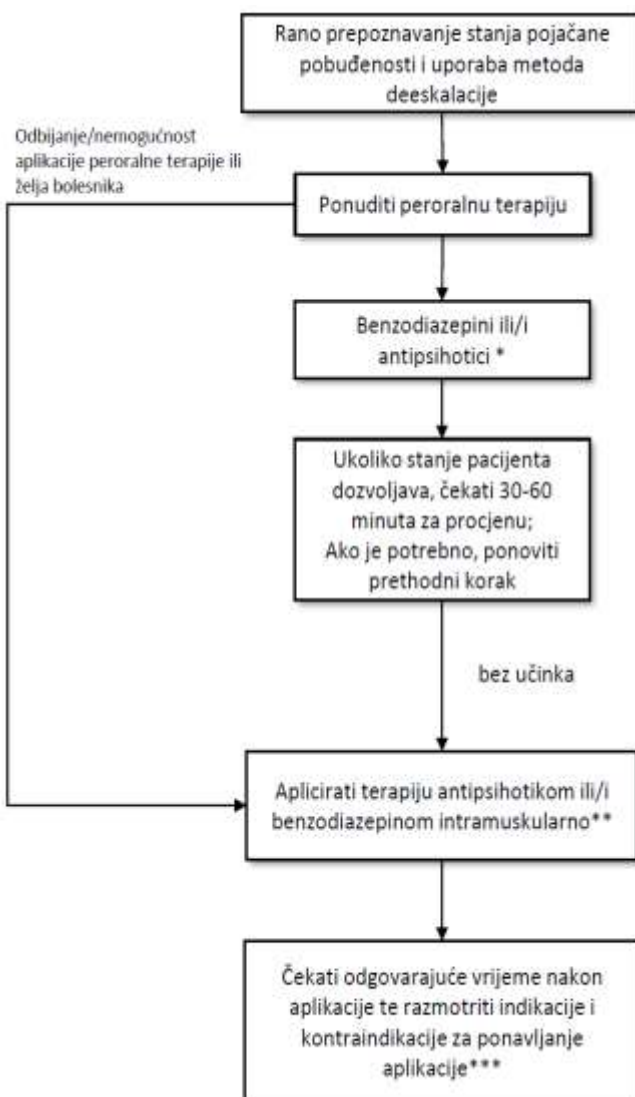 Rano prepoznavanje stanja pojačane
pobuđenosti i uporaba metoda
deeskalacije
Odbijanje/nemogućnost
aplikacije peroralne terapije ili
želja bolesnika
Ponuditi peroralnu terapiju
Benzodiazepini ili/i
antipsihotici *
Ukoliko stanje pacijenta
dozvoljava, čekati 30-60
minuta za procjenu;
Ako je potrebno, ponoviti
prethodni korak
bez učinka
Aplicirati terapiju antipsihotikom ili/i
benzodiazepinom intramuskularno**
Čekati odgovarajuće vrijeme nakon
aplikacije te razmotriti indikacije i
kontraindikacije za ponavljanje
aplikacije***